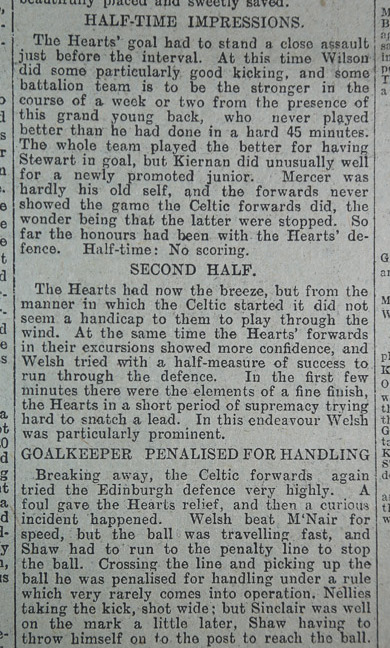 beautifully placed and sweetly saved.
HALF-TIME IMPRESSIONS.
The Hearts' goal had to stand a close assault
just before the interval. At this time Wilson
did some particularly good kicking, and some
battalion team is to be the stronger in the
course of a week or two from the presence of
this grand young back, who never played
better than he had done in a hard 45 minutes.
The whole team played the better for having
Stewart in goal, but Kiernan did unusually well
for a newly promoted junior. Mercer was
hardly his old self, and the forwards never
showed the game the Celtic forwards did, the
wonder being that the latter were stopped. So
far the honours had been with the Hearts' de-
fence. Half-time: No scoring.
SECOND HALF.
The Hearts had now the breeze, but from the
manner in which the Celtic started it did not
seem a handicap to them to play through the
wind. At the same time the Hearts' forwards
in their excursions showed more confidence, and
Welsh tried with a half-measure of success to
run through the defence. In the first few
minutes there were the elements of a fine finish,
the Hearts in a short period of supremacy trying
hard to snatch a lead. In this endeavour Welsh
was particularly prominent.
GOALKEEPER PENALISED FOR HANDLING
Breaking away, the Celtic forwards again
tried the Edinburgh defence very highly. A
foul gave the Hearts relief, and then a curious
incident happened. Welsh beat M'Nair for
speed, but the ball was travelling fast, and
Shaw had to run to the penalty line to stop
the ball. Crossing the line and picking up the
ball he was penalised for handling under a rule
which very rarely comes into operation. Nellies
taking the kick, shot wide; but Sinclair was well
on the mark a little later, Shaw having to
throw himself on to the post to reach the ball.